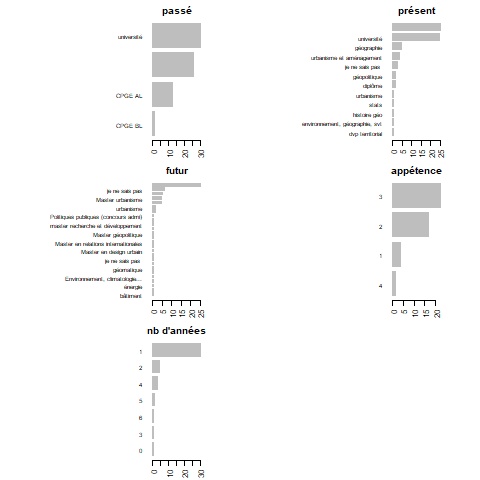 passé
université
CPGE AL
CPGE BL
0
10
20
30
présent
université
géographie
urbanisme et aménagement
je ne sais pas
géopolitique
diplôme
urbanisme
stats
histoire géo
environnement, géographie, svt
dvp territorial
0
5
10
15
20
25
futur
je ne sais pas
Master urbanisme
urbanisme
Politiques publiques (concours admi)
master recherche et développement
Master géopolitique
Master en relations internationales
Master en design urbain
je ne sais pas
géomatique
Environnement, climatologie...
énergie
bâtiment
0
5
10
15
20
25
appétence
3
2
1
4
0
5
10
15
20
nb d'années
1
2
4
5
6
3
0
0
10
20
30